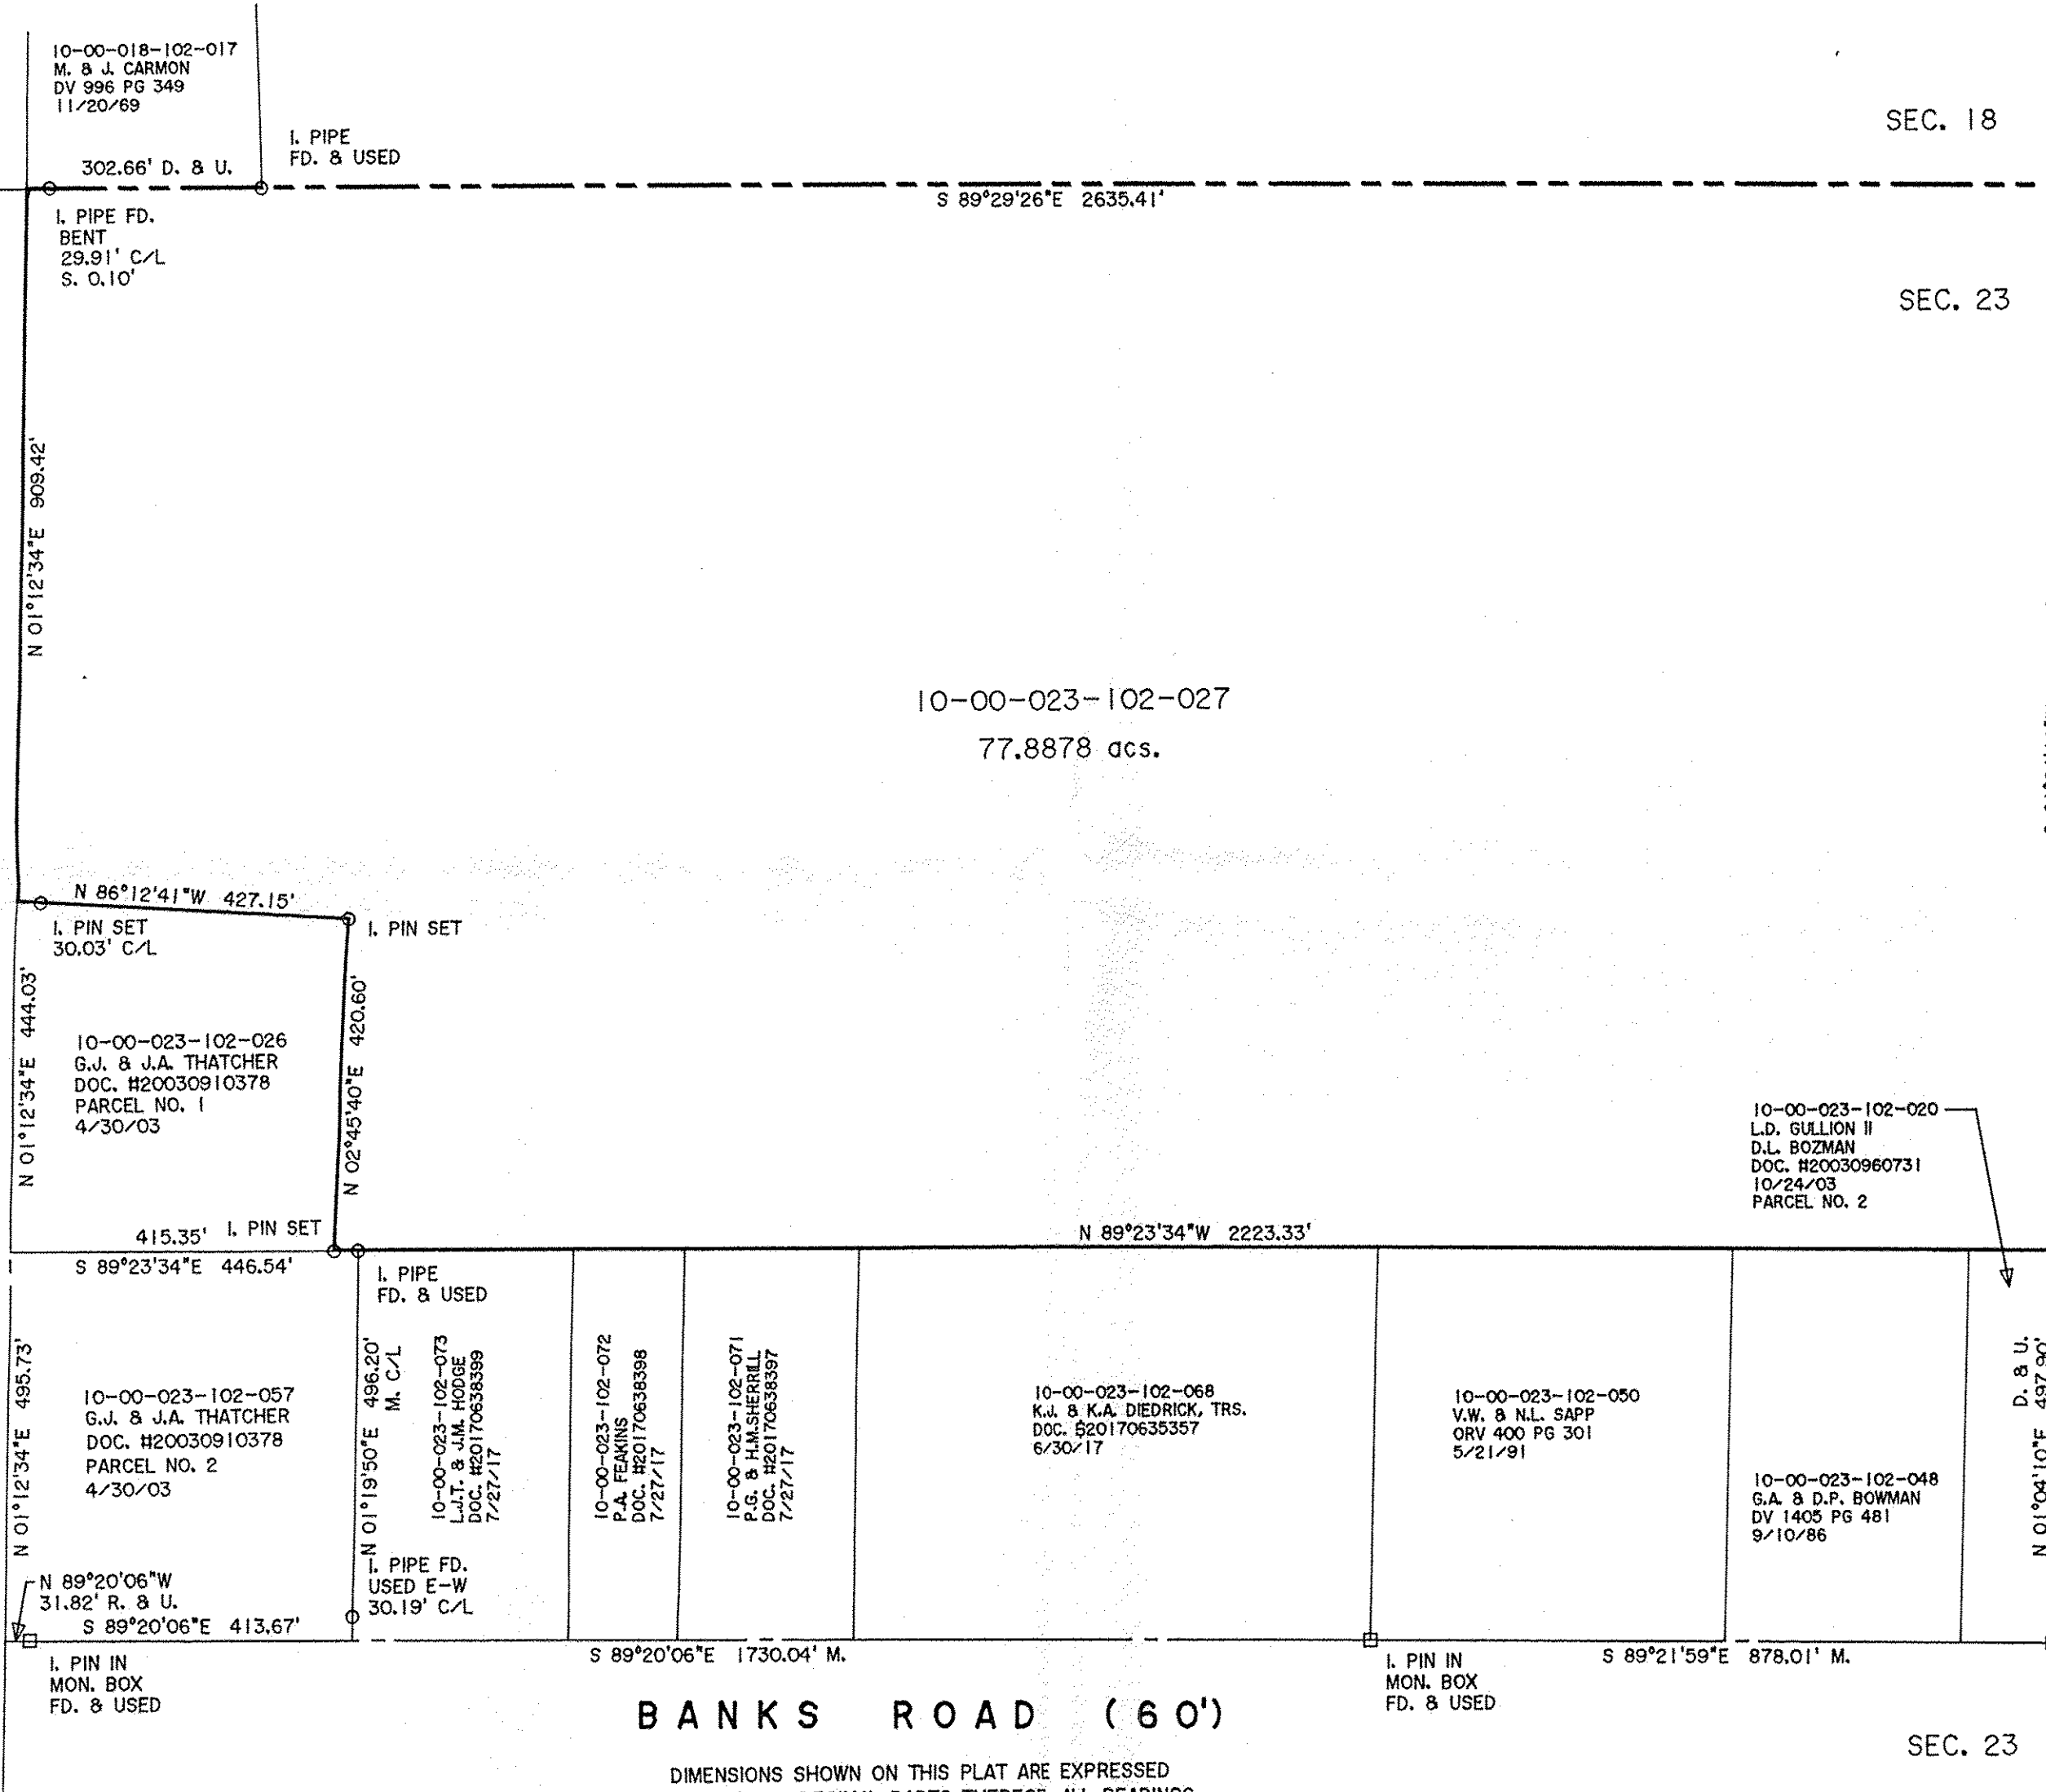 10-00-018-102-017
M. & J. CARMON
DV 996 PG 349
11/20/69
I. PIPE
FD. & USED
302.66' D. & U.
SEC. 18
S 89°29'26"E 2635.41'
I. PIPE FD.
BENT
29.91' C/L
S. 0.10'
SEC. 23
N 01°12'34"E 909.42'
10-00-023-102-027
77.8878 acs.
N 86°12'41"W 427.15'
I. PIN SET
30.03' C/L
I. PIN SET
N 01°12'34"E 444.03'
10-00-023-102-026
G.J. & J.A. THATCHER
DOC. #20030910378
PARCEL NO. 1
4/30/03
N 02°45'40"E 420.60'
10-00-023-102-020
L.D. GULLION II
D.L. BOZMAN
DOC. #20030960731
10/24/03
PARCEL NO. 2
415.35' I. PIN SET
S 89°23'34"E 446.54'
N 89°23'34"W 2223.33'
I. PIPE
FD. & USED
N 01°12'34"E 495.73'
10-00-023-102-057
G.J. & J.A. THATCHER
DOC. #20030910378
PARCEL NO. 2
4/30/03
N 01°19'50"E 496.20'
M. C/L
10-00-023-102-073
L.J.T. & J.M. HODGE
DOC. #20170638399
7/27/17
10-00-023-102-072
P.A. FEAKINS
DOC. #20170638398
7/27/17
10-00-023-102-071
P.G. & H.M.SHERRILL
DOC. #20170638397
7/27/17
10-00-023-102-068
K.J. & K.A. DIEDRICK, TRS.
DOC. $20170635357
6/30/17
10-00-023-102-050
V.W. & N.L. SAPP
ORV 400 PG 301
5/21/91
10-00-023-102-048
G.A. & D.P. BOWMAN
DV 1405 PG 481
9/10/86
D. & U.
N 01°04'10"E 497.90'
N 89°20'06"W
31.82' R. & U.
S 89°20'06"E 413.67'
I. PIPE FD.
USED E-W
30.19' C/L
I. PIN IN
MON. BOX
FD. & USED
S 89°20'06"E 1730.04' M.
I. PIN IN
MON. BOX
FD. & USED
S 89°21'59"E 878.01' M.
BANKS ROAD (60')
SEC. 23
DIMENSIONS SHOWN ON THIS PLAT ARE EXPRESSED